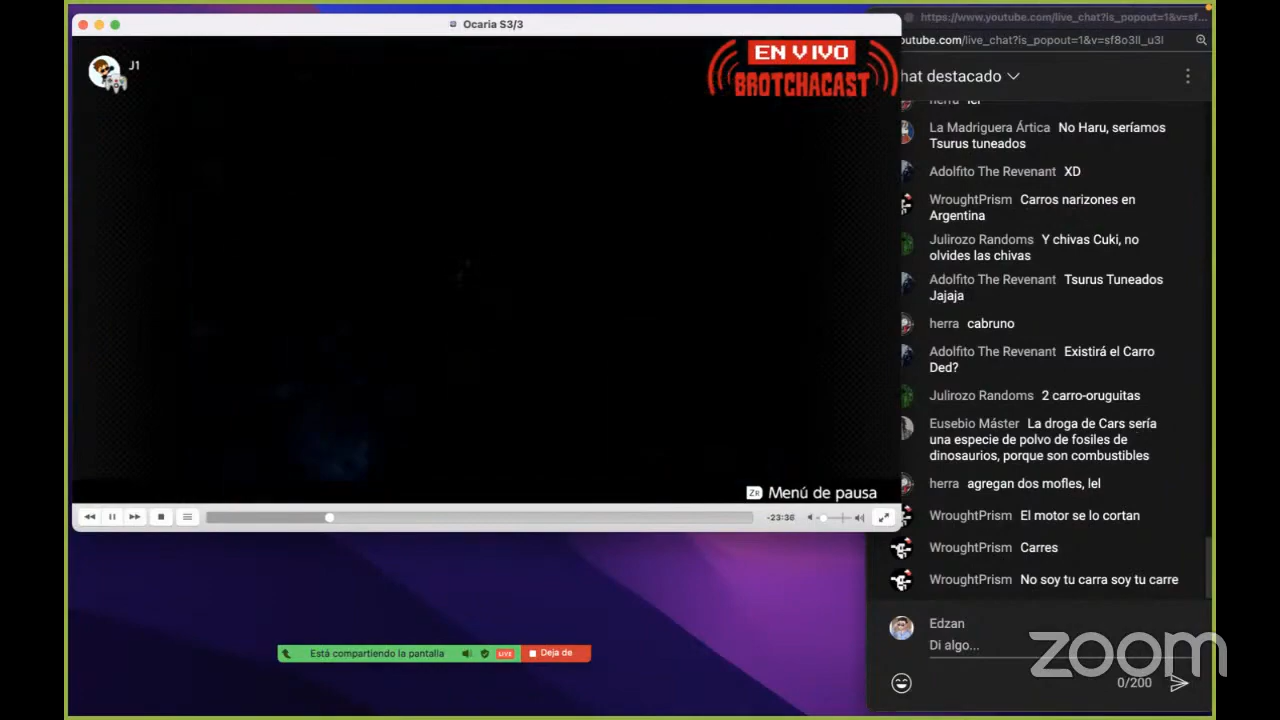 Ocaria S3/3
J1
EN VIVO
BROTCHACAST
Menú de pausa
ZR
-23:36
Está compartiendo la pantalla
LIVE
Deja de
https://www.youtube.com/live_chat?is_popout=1&v=sf...
outube.com/live_chat?is_popout=1&v=sf8o3ll_u3I
hat destacado
herra lel
La Madriguera Ártica No Haru, seríamos
Tsurus tuneados
Adolfito The Revenant XD
WroughtPrism Carros narizones en
Argentina
Julirozo Randoms Y chivas Cuki, no
olvides las chivas
Adolfito The Revenant Tsurus Tuneados
Jajaja
herra cabruno
Adolfito The Revenant Existirá el Carro
Ded?
Julirozo Randoms 2 carro-oruguitas
Eusebio Máster La droga de Cars sería
una especie de polvo de fosiles de
dinosaurios, porque son combustibles
herra agregan dos mofles, lel
WroughtPrism El motor se lo cortan
WroughtPrism Carres
WroughtPrism No soy tu carra soy tu carre
Edzan
Di algo...
0/200
zoom